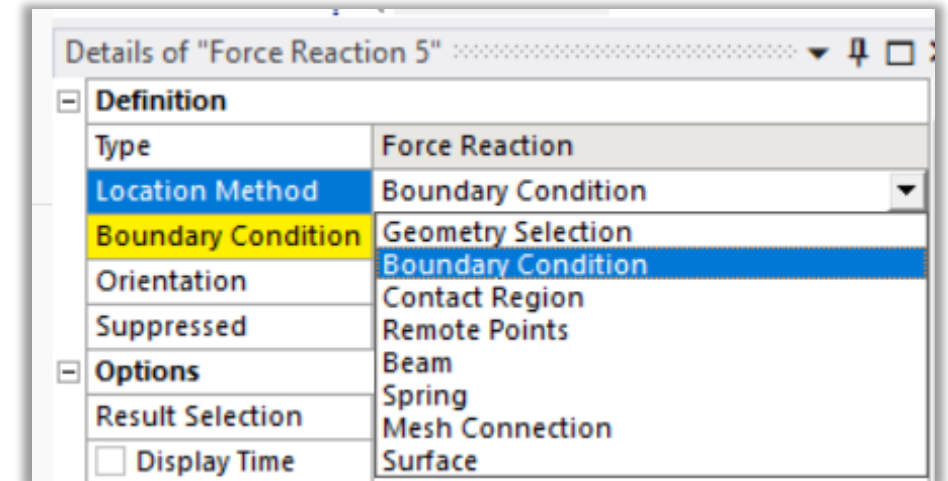 Details of "Force Reaction 5"
Definition
Type Force Reaction
Location Method Boundary Condition
Boundary Condition Geometry Selection
Boundary Condition
Orientation
Contact Region
Suppressed Remote Points
Beam
Options
Spring
Result Selection
Mesh Connection
Display Time Surface